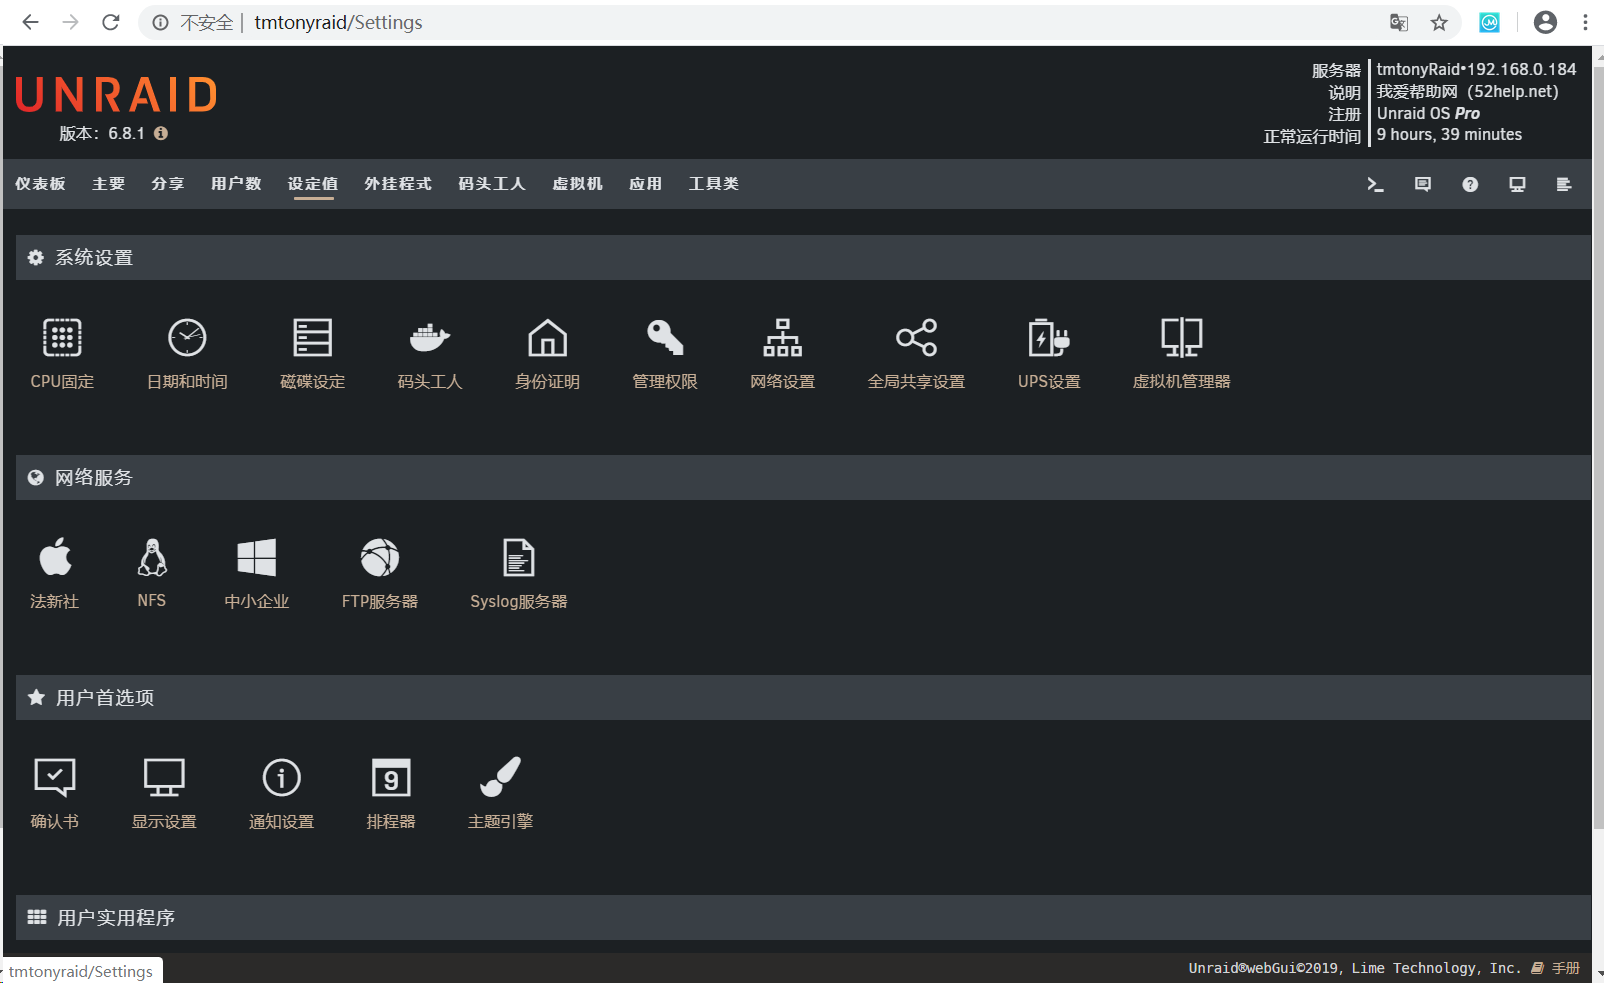 不安全 | tmtonyraid/Settings
UNRAID
版本：6.8.1
服务器 tmtonyRaid•192.168.0.184
说明 我爱帮助网（52help.net）
注册 Unraid OS Pro
正常运行时间 9 hours, 39 minutes
仪表板 主要 分享 用户数 设定值 外挂程式 码头工人 虚拟机 应用 工具类
系统设置
CPU固定 日期和时间 磁碟设定 码头工人 身份证明 管理权限 网络设置 全局共享设置 UPS设置 虚拟机管理器
网络服务
法新社 NFS 中小企业 FTP服务器 Syslog服务器
用户首选项
9
确认书 显示设置 通知设置 排程器 主题引擎
用户实用程序
tmtonyraid/Settings
Unraid®webGui©2019, Lime Technology, Inc. 手册